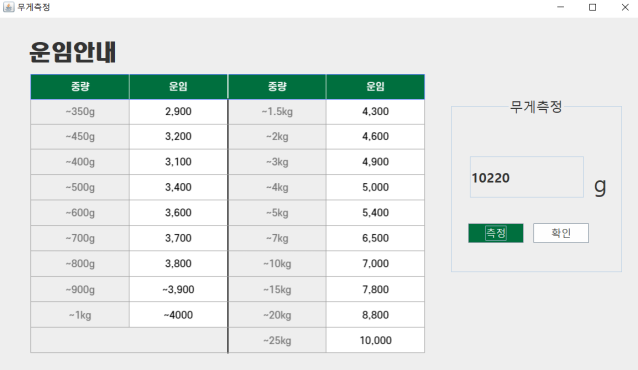 무게측정
운임안내
중량 운임 중량 운임
~350g 2,900 ~1.5kg 4,300
~450g 3,200 ~2kg 4,600
~400g 3,100 ~3kg 4,900
~500g 3,400 ~4kg 5,000
~600g 3,600 ~5kg 5,400
~700g 3,700 ~7kg 6,500
~800g 3,800 ~10kg 7,000
~900g ~3,900 ~15kg 7,800
~1kg ~4000 ~20kg 8,800
~25kg 10,000
무게측정
10220 g
측정 확인